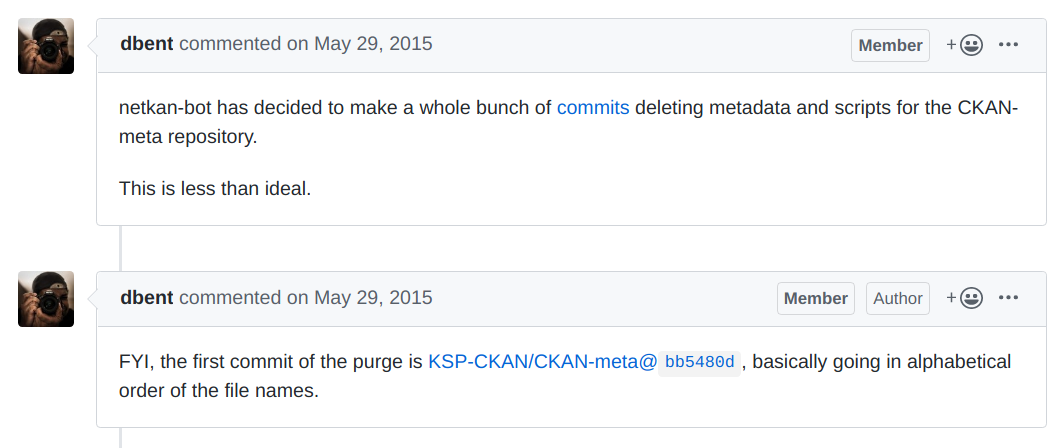 dbent commented on May 29, 2015 Member + •••
netkan-bot has decided to make a whole bunch of commits deleting metadata and scripts for the CKAN-
meta repository.
This is less than ideal.
dbent commented on May 29, 2015 Member Author + •••
FYI, the first commit of the purge is KSP-CKAN/CKAN-meta@ bb5480d , basically going in alphabetical
order of the file names.